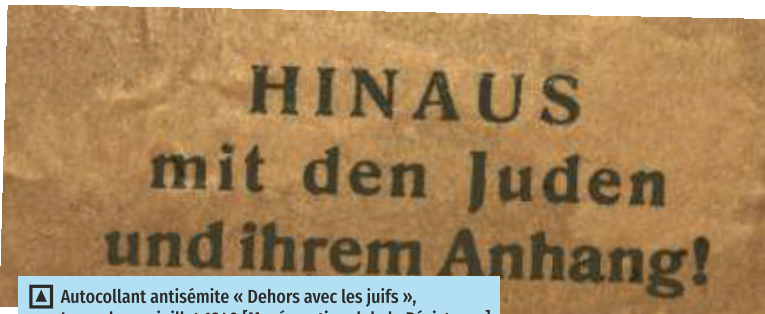 HINAUS
mit den Juden
und ihrem Anhang!
Autocollant antisémite « Dehors avec les juifs »,